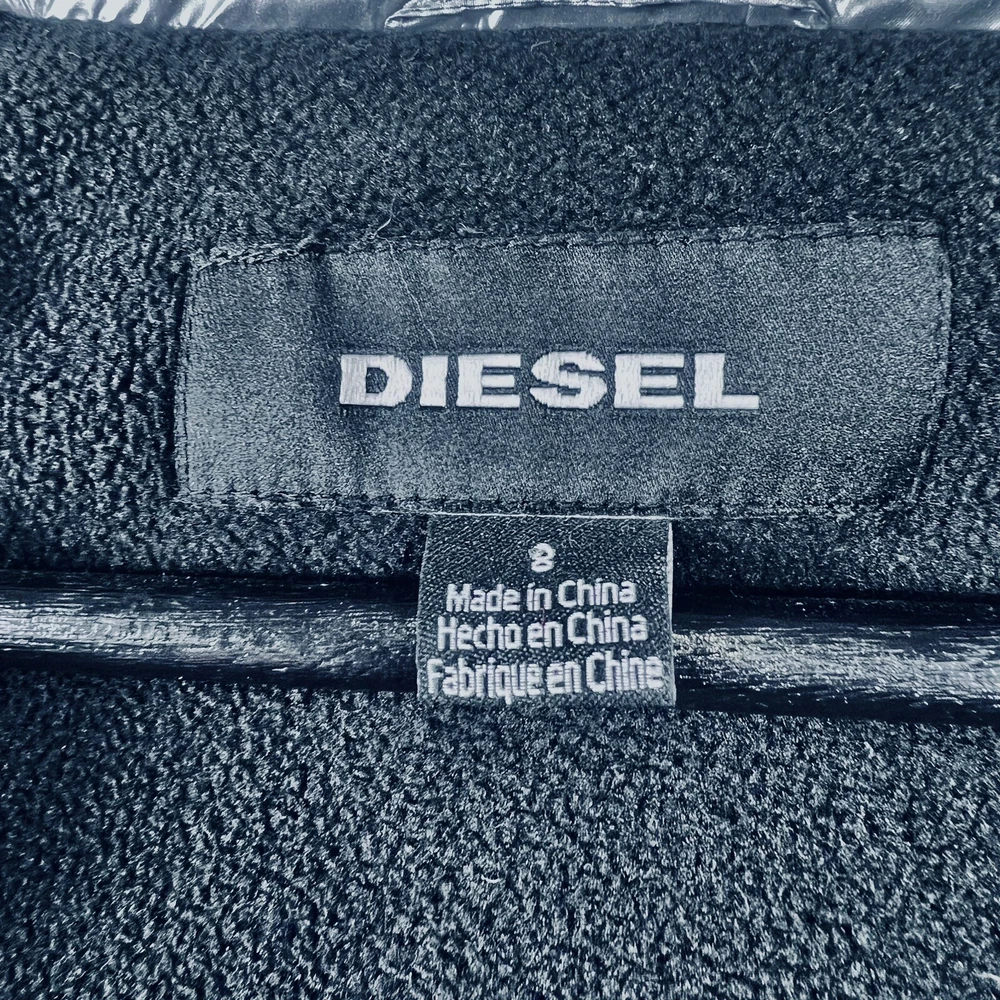 DIESEL
8
Made in China
Hecho en China
Fabrique en Chine